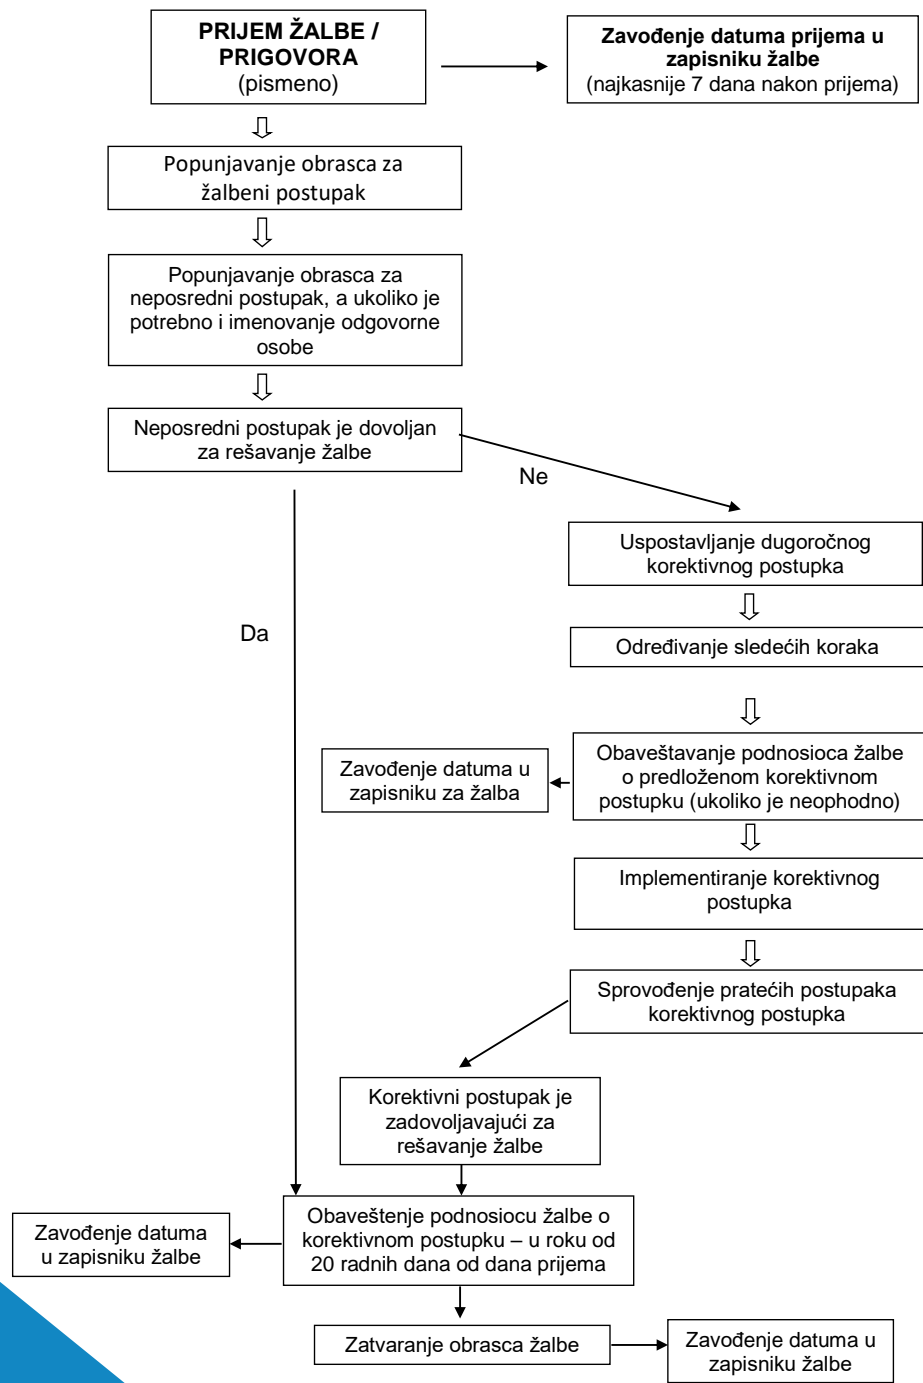 PRIJEM ŽALBE /
PRIGOVORA
(pismeno)
Zavođenje datuma prijema u
zapisniku žalbe
(najkasnije 7 dana nakon prijema)
Popunjavanje obrasca za
žalbeni postupak
Popunjavanje obrasca za
neposredni postupak, a ukoliko je
potrebno i imenovanje odgovorne
osobe
Neposredni postupak je dovoljan
za rešavanje žalbe
Ne
Uspostavljanje dugoročnog
korektivnog postupka
Da
Određivanje sledećih koraka
Obaveštavanje podnosioca žalbe
o predloženom korektivnom
postupku (ukoliko je neophodno)
Zavođenje datuma u
zapisniku za žalba
Implementiranje korektivnog
postupka
Sprovođenje pratećih postupaka
korektivnog postupka
Korektivni postupak je
zadovoljavajući za
rešavanje žalbe
Obaveštenje podnosiocu žalbe o
korektivnom postupku – u roku od
20 radnih dana od dana prijema
Zavođenje datuma
u zapisniku žalbe
Zatvaranje obrasca žalbe
Zavođenje datuma u
zapisniku žalbe